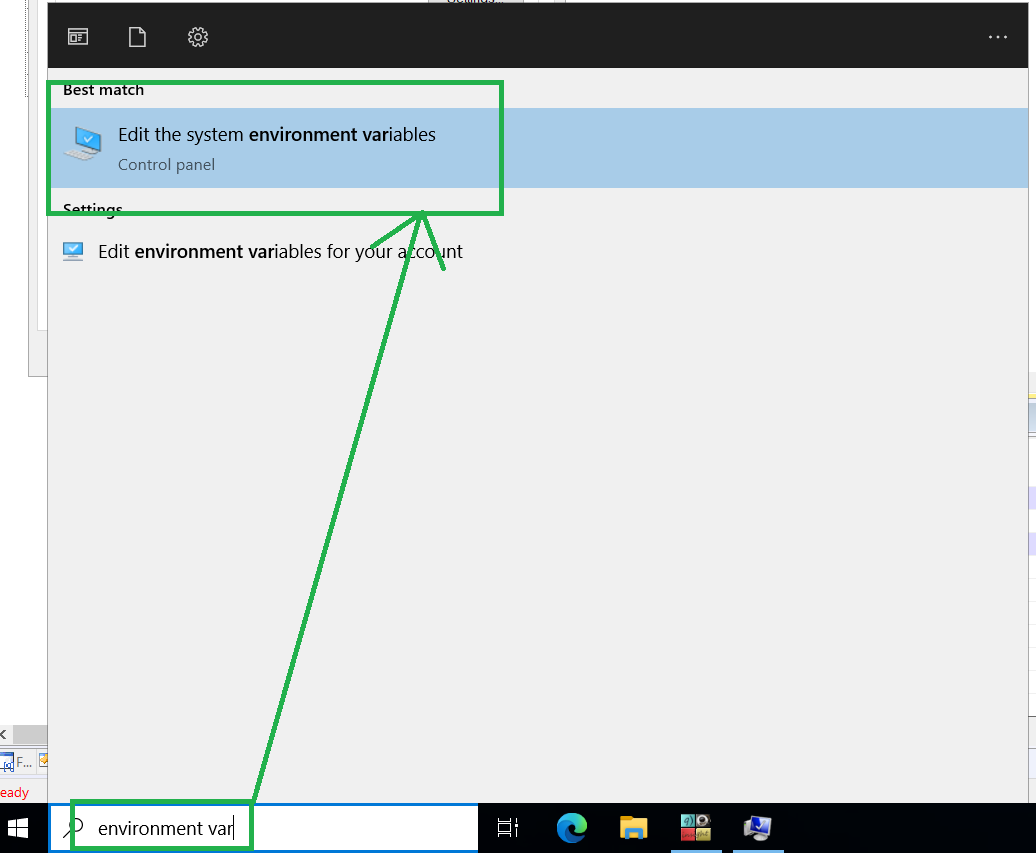 Settings...
Best match
Edit the system environment variables
Control panel
Settings
Edit environment variables for your account
F...
eady
environment var